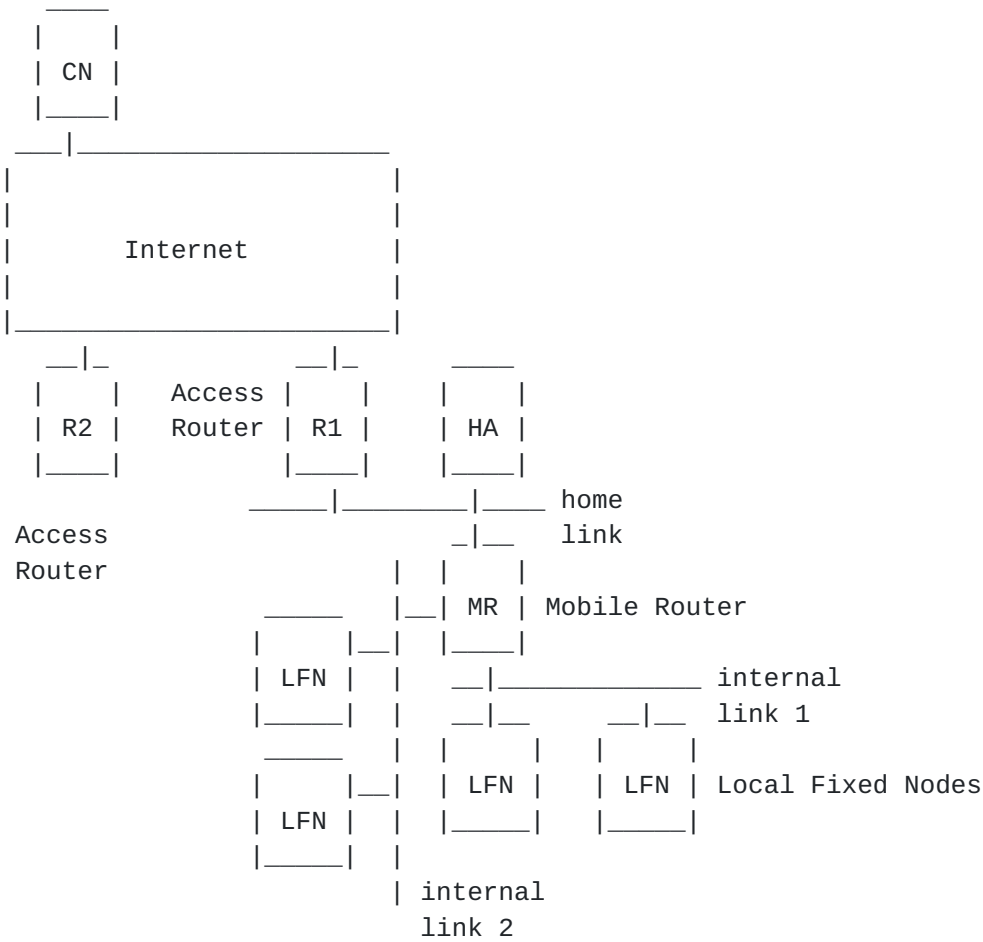 CN
Internet
Access
R2 Router R1 HA
home
Access link
Router
MR Mobile Router
LFN internal
link 1
LFN LFN Local Fixed Nodes
LFN
internal
link 2